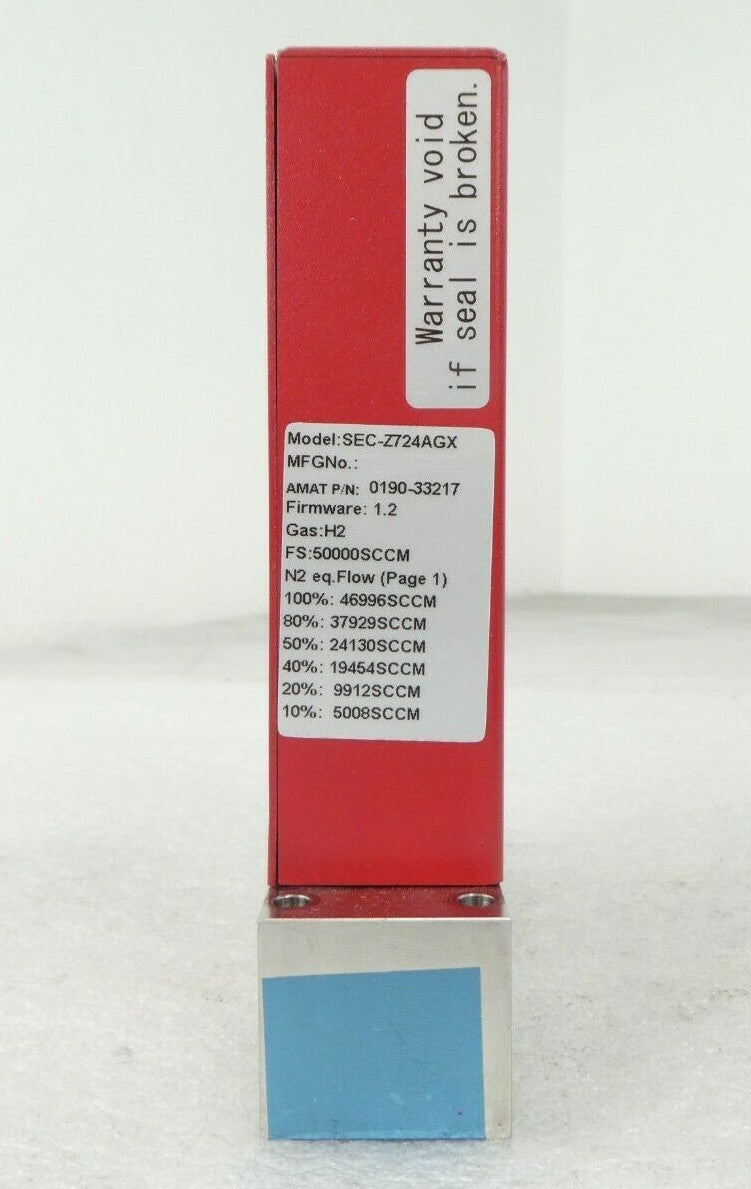 Warranty void
if seal is broken.
Model:SEC-Z724AGX
MFGNo.:
AMAT P/N: 0190-33217
Firmware: 1.2
Gas:H2
FS:50000SCCM
N2 eq.Flow (Page 1)
100%: 46996SCCM
80%: 37929SCCM
50%: 24130SCCM
40%: 19454SCCM
20%: 9912SCCM
10%: 5008SCCM